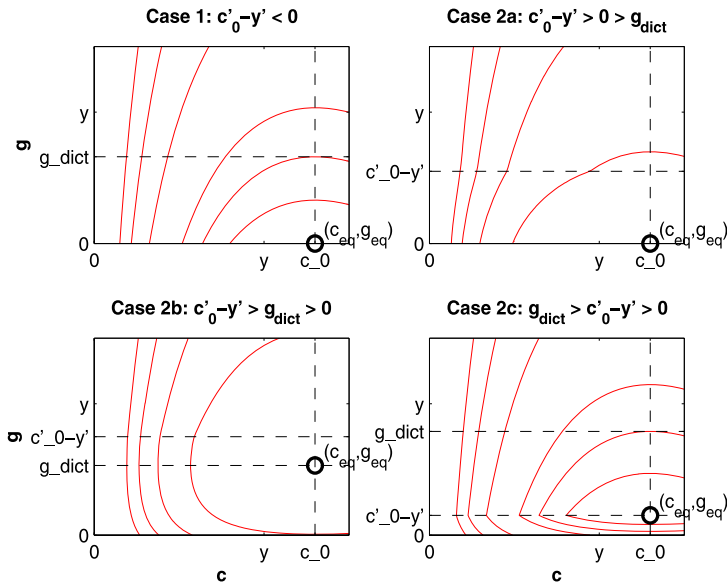 Case 1: c'_0-y' < 0
Case 2a: c'_0-y' > 0 > g_dict
y
g
g_dict
0
(c_eq,g_eq)
0
y
c_0
y
c'_0-y'
0
(c_eq,g_eq)
0
y
c_0
Case 2b: c'_0-y' > g_dict > 0
Case 2c: g_dict > c'_0-y' > 0
y
g
c'_0-y'
g_dict
0
(c_eq,g_eq)
0
y
c_0
c
y
g_dict
c'_0-y'
0
(c_eq,g_eq)
0
y
c_0
c